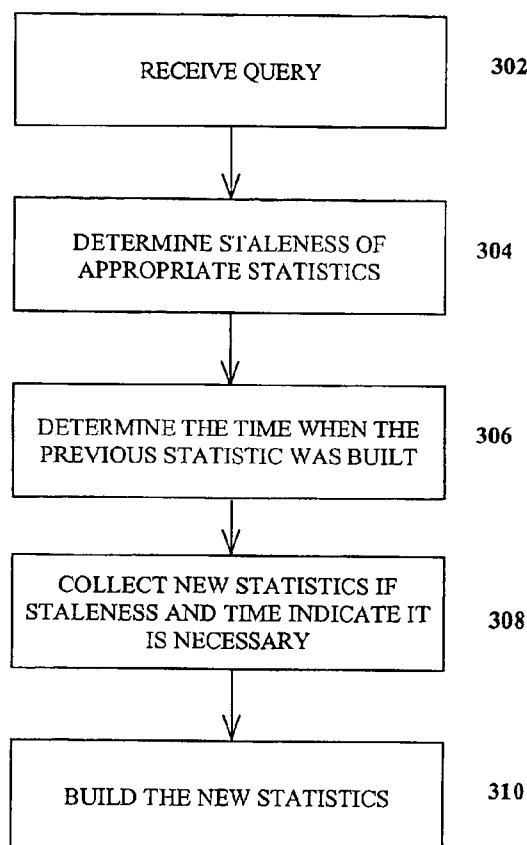 RECEIVE QUERY
302
DETERMINE STALENESS OF
APPROPRIATE STATISTICS
304
DETERMINE THE TIME WHEN THE
PREVIOUS STATISTIC WAS BUILT
306
COLLECT NEW STATISTICS IF
STALENESS AND TIME INDICATE IT
IS NECESSARY
308
BUILD THE NEW STATISTICS
310